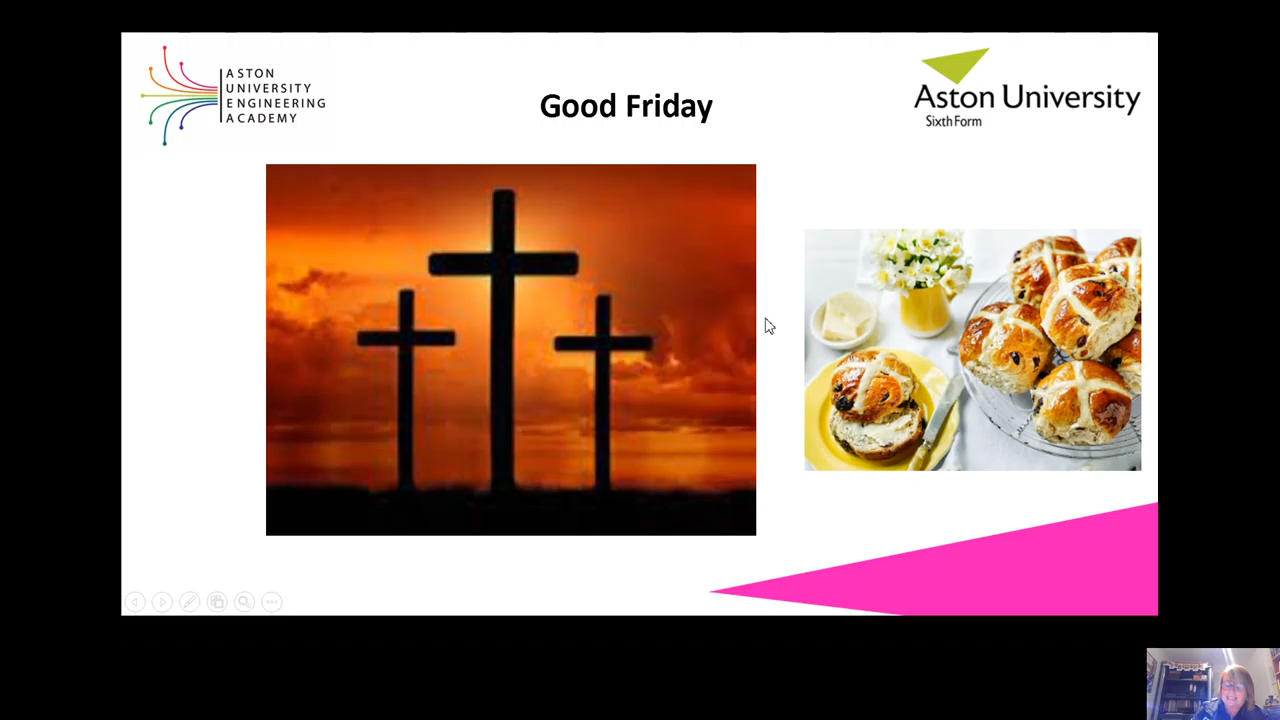 ASTON
UNIVERSITY
ENGINEERING
ACADEMY
Good Friday
Aston University
Sixth Form